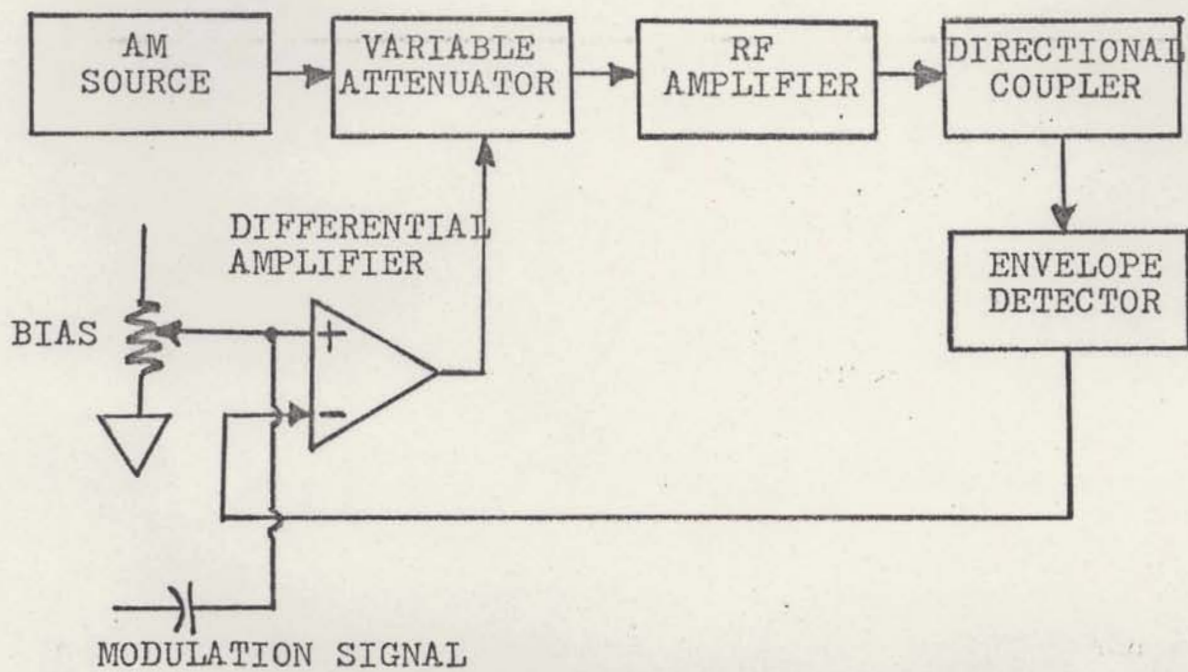 AM
SOURCE
VARIABLE
ATTENUATOR
RF
AMPLIFIER
DIRECTIONAL
COUPLER
DIFFERENTIAL
AMPLIFIER
ENVELOPE
DETECTOR
BIAS
+
-
MODULATION SIGNAL